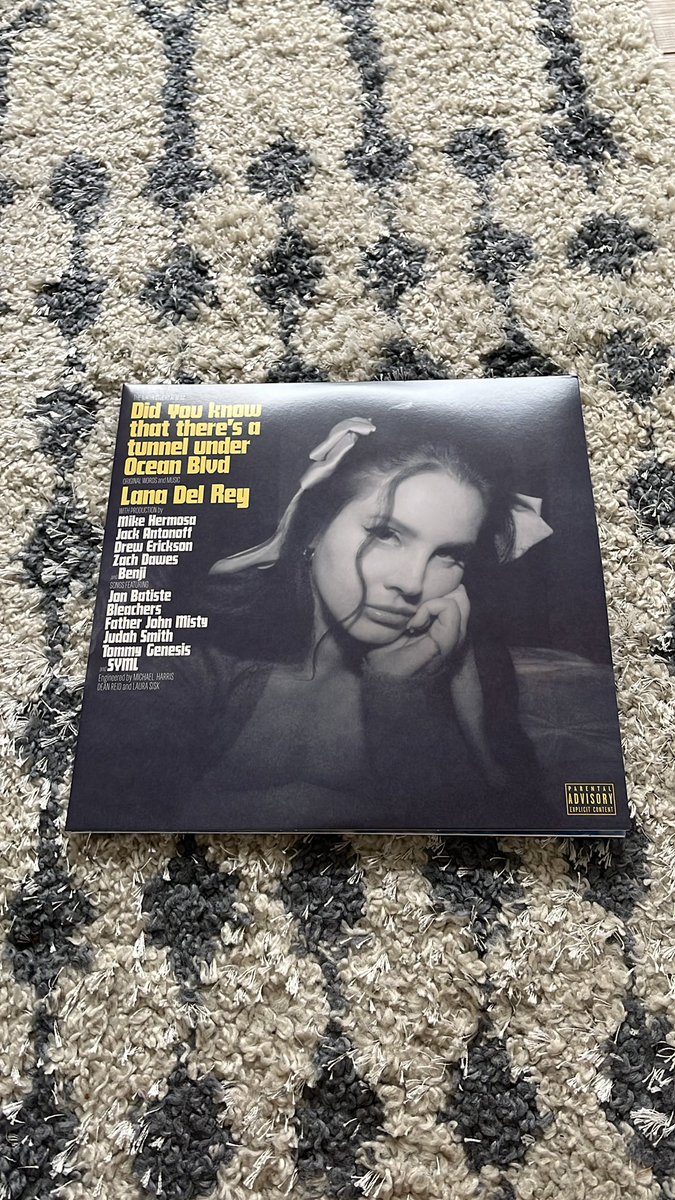 Did You know
that there's a
tunnel under
Ocean Blvd
ORIGINAL WORDS and MUSIC
Lana Del Rey
WITH PRODUCTION by
Mike Hermosa
Jack Antonoff
Drew Erickson
Zach Dawes
and Benji
SONGS FEATURING
Jon Batiste
Bleachers
Father John Misty
Judah Smith
Tommy Genesis
and SYML
Engineered by MICHAEL HARRIS
DEAN REID and LAURA SISK
PARENTAL
ADVISORY
EXPLICIT CONTENT